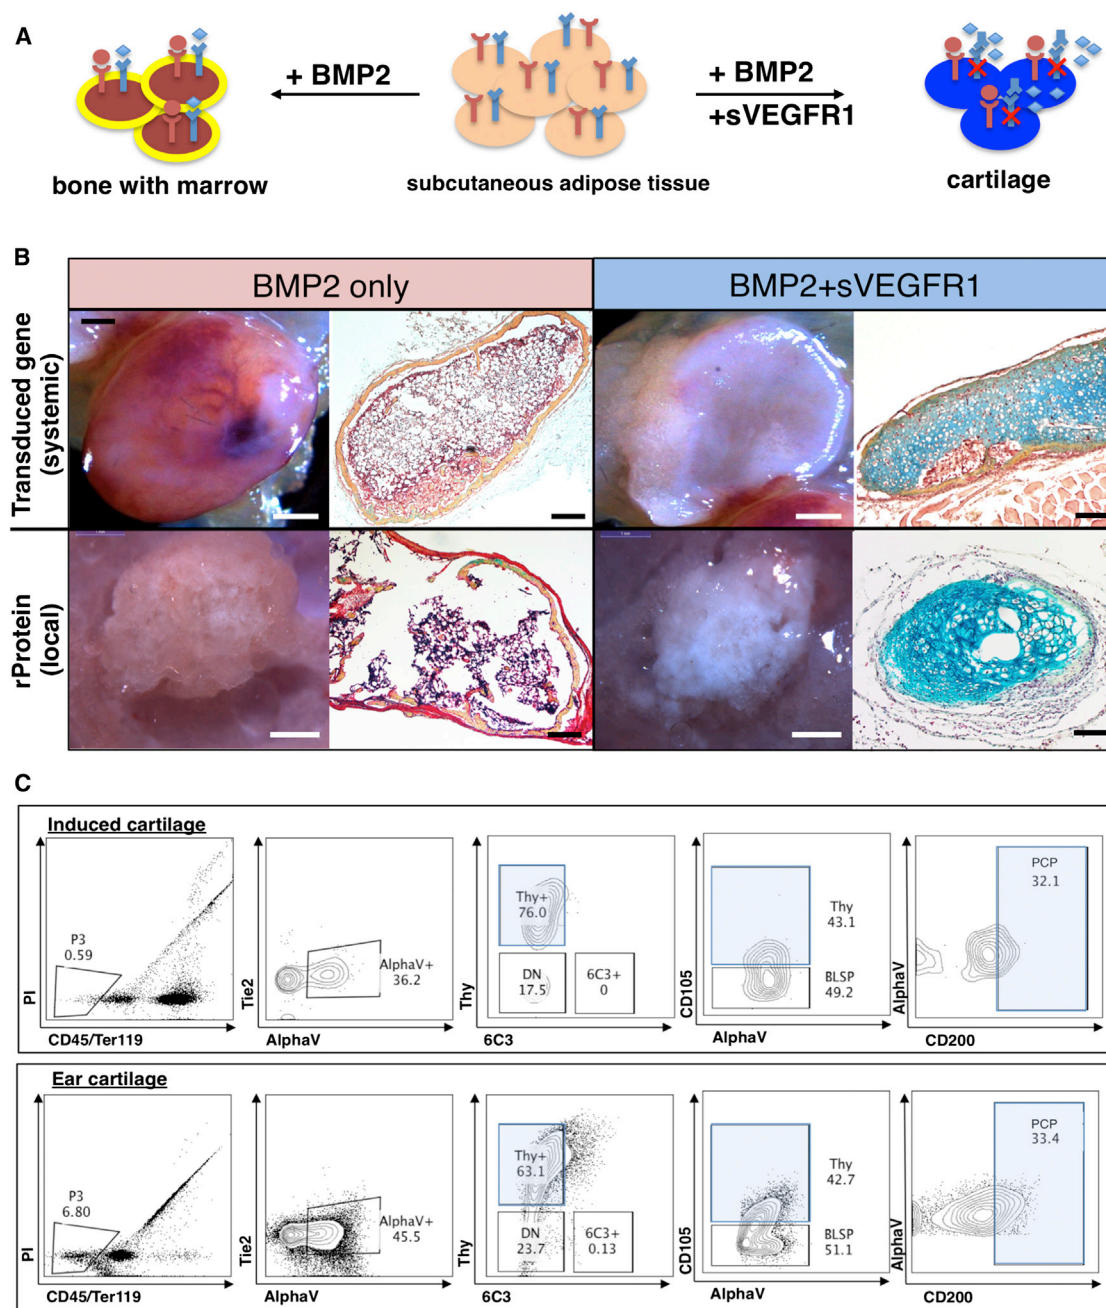 A
+ BMP2
+ BMP2
+sVEGFR1
bone with marrow
subcutaneous adipose tissue
cartilage
B
BMP2 only
BMP2+sVEGFR1
Transduced gene
(systemic)
rProtein
(local)
C
Induced cartilage
P3
0.59
PI
CD45/Ter119
AlphaV+
36.2
Tie2
AlphaV
Thy+
76.0
DN
17.5
6C3+
0
Thy
6C3
Thy
43.1
BLSP
49.2
CD105
AlphaV
PCP
32.1
AlphaV
CD200
Ear cartilage
P3
6.80
PI
CD45/Ter119
AlphaV+
45.5
Tie2
AlphaV
Thy+
63.1
DN
23.7
6C3+
0.13
Thy
6C3
Thy
42.7
BLSP
51.1
CD105
AlphaV
PCP
33.4
AlphaV
CD200